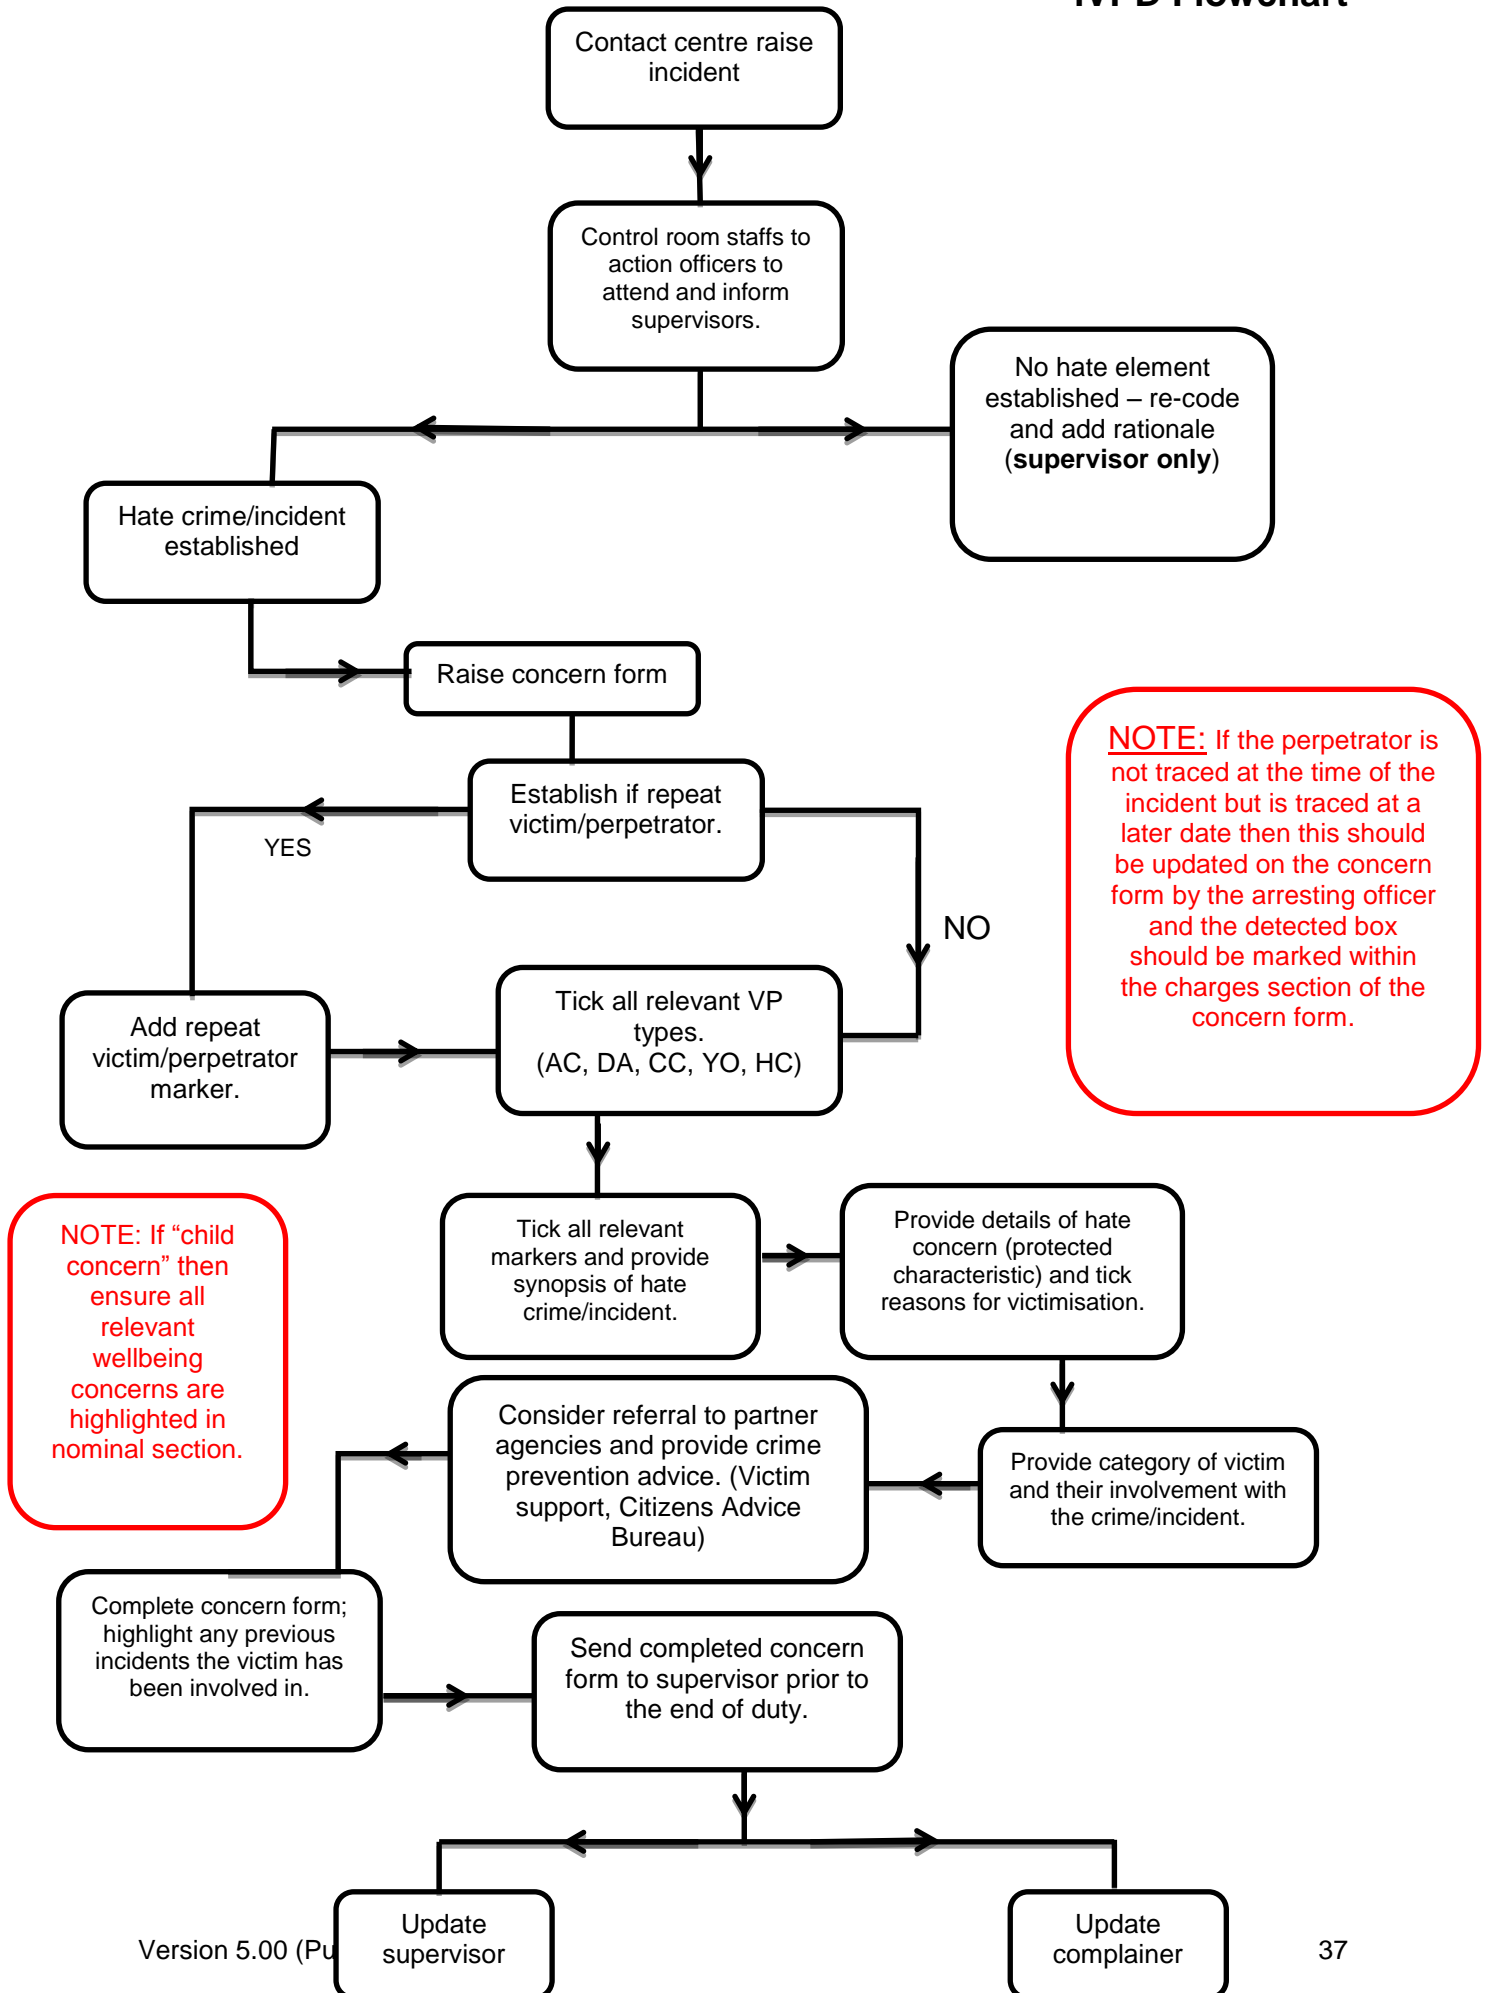 Flowchart
Contact centre raise
incident
Control room staffs to
action officers to
attend and inform
supervisors.
No hate element
established – re-code
and add rationale
(supervisor only)
Hate crime/incident
established
Raise concern form
NOTE: If the perpetrator is
not traced at the time of the
incident but is traced at a
later date then this should
be updated on the concern
form by the arresting officer
and the detected box
should be marked within
the charges section of the
concern form.
Establish if repeat
victim/perpetrator.
YES
NO
Add repeat
victim/perpetrator
marker.
Tick all relevant VP
types.
(AC, DA, CC, YO, HC)
NOTE: If “child
concern” then
ensure all
relevant
wellbeing
concerns are
highlighted in
nominal section.
Tick all relevant
markers and provide
synopsis of hate
crime/incident.
Provide details of hate
concern (protected
characteristic) and tick
reasons for victimisation.
Provide category of victim
and their involvement with
the crime/incident.
Consider referral to partner
agencies and provide crime
prevention advice. (Victim
support, Citizens Advice
Bureau)
Complete concern form;
highlight any previous
incidents the victim has
been involved in.
Send completed concern
form to supervisor prior to
the end of duty.
Update
supervisor
Update
complainer
Version 5.00 (Pu
37